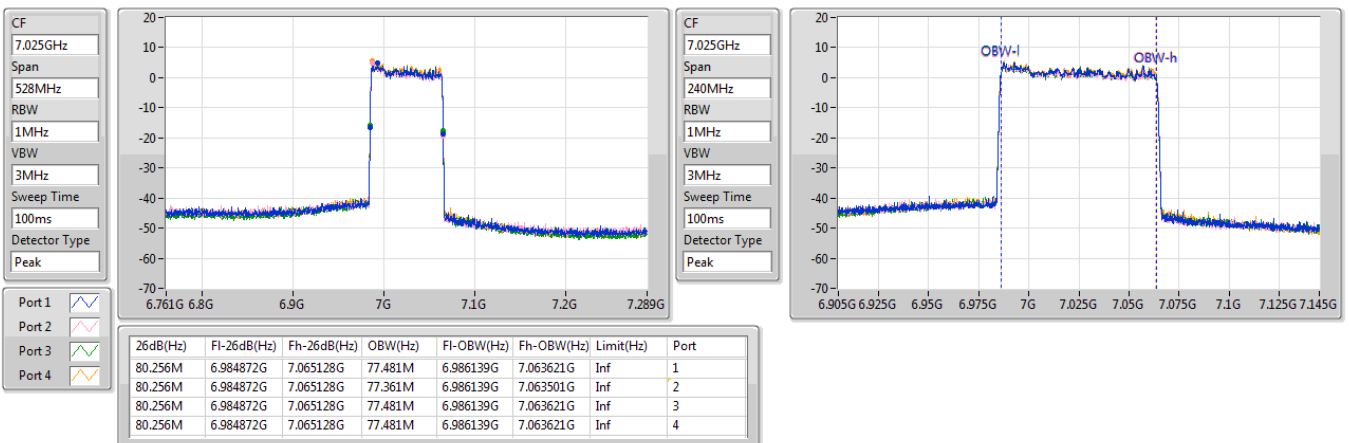 CF
7.025GHz
Span
528MHz
RBW
1MHz
VBW
3MHz
Sweep Time
100ms
Detector Type
Peak
20
10
0
-10
-20
-30
-40
-50
-60
-70
6.761G 6.8G 6.9G 7G 7.1G 7.2G 7.289G
CF
7.025GHz
Span
240MHz
RBW
1MHz
VBW
3MHz
Sweep Time
100ms
Detector Type
Peak
20
10
0
-10
-20
-30
-40
-50
-60
-70
OBW-l
OBW-h
6.905G 6.925G 6.95G 6.975G 7G 7.025G 7.05G 7.075G 7.1G 7.125G 7.145G
Port 1
Port 2
Port 3
Port 4
26dB(Hz) Fl-26dB(Hz) Fh-26dB(Hz) OBW(Hz) Fl-OBW(Hz) Fh-OBW(Hz) Limit(Hz) Port
80.256M 6.984872G 7.065128G 77.481M 6.986139G 7.063621G Inf 1
80.256M 6.984872G 7.065128G 77.361M 6.986139G 7.063501G Inf 2
80.256M 6.984872G 7.065128G 77.481M 6.986139G 7.063621G Inf 3
80.256M 6.984872G 7.065128G 77.481M 6.986139G 7.063621G Inf 4